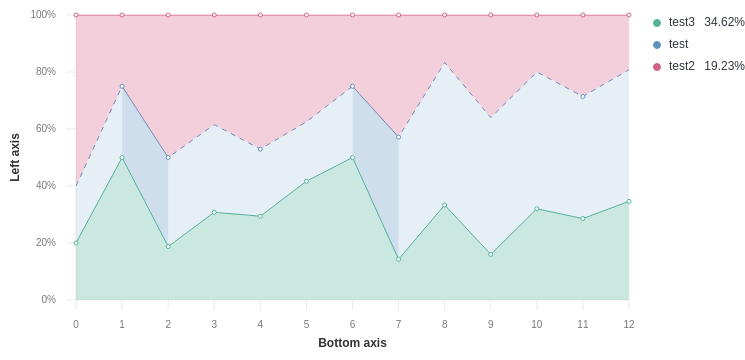 100%
80%
60%
40%
20%
0%
Left axis
0 1 2 3 4 5 6 7 8 9 10 11 12
Bottom axis
test3 34.62%
test
test2 19.23%